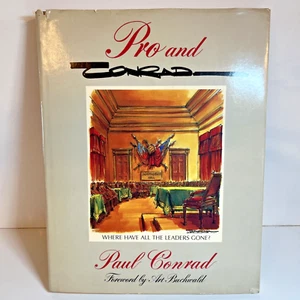 Pro and
CONRAD
WHERE HAVE ALL THE LEADERS GONE?
Paul Conrad
Foreword by Art Buchwald